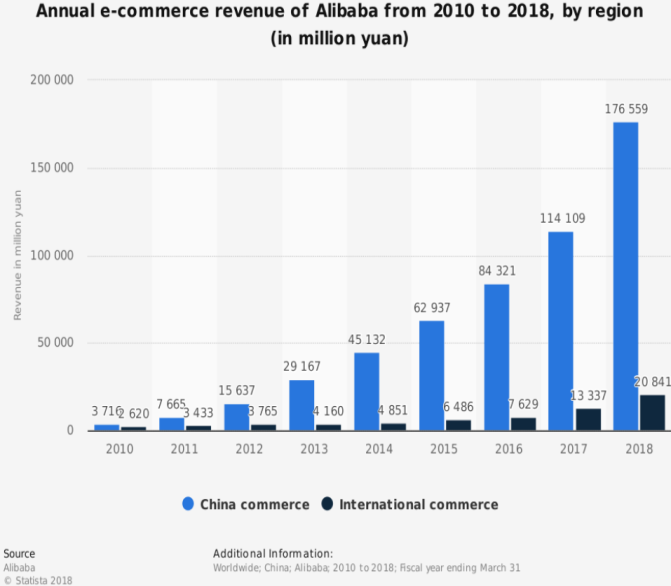 Annual e-commerce revenue of Alibaba from 2010 to 2018, by region
(in million yuan)
Revenue in million yuan
200 000
150 000
100 000
50 000
0
3 716
2 620
7 665
3 433
15 637
3 765
29 167
4 160
45 132
4 851
62 937
6 486
84 321
7 629
114 109
13 337
176 559
20 841
2010 2011 2012 2013 2014 2015 2016 2017 2018
China commerce International commerce
Source
Alibaba
© Statista 2018
Additional Information:
Worldwide; China; Alibaba; 2010 to 2018; Fiscal year ending March 31